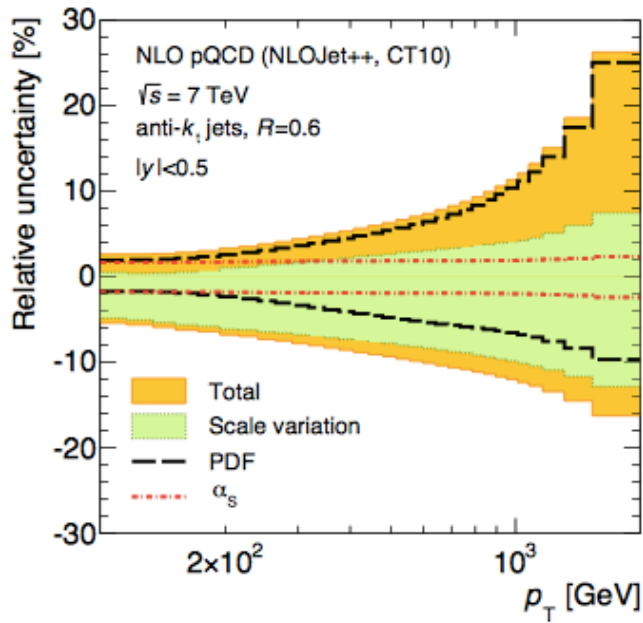 Relative uncertainty [%]
30
20
10
0
-10
-20
-30
NLO pQCD (NLOJet++, CT10)
√s = 7 TeV
anti-kₜ jets, R=0.6
|y|<0.5
Total
Scale variation
PDF
αS
2×10²
10³
pT [GeV]